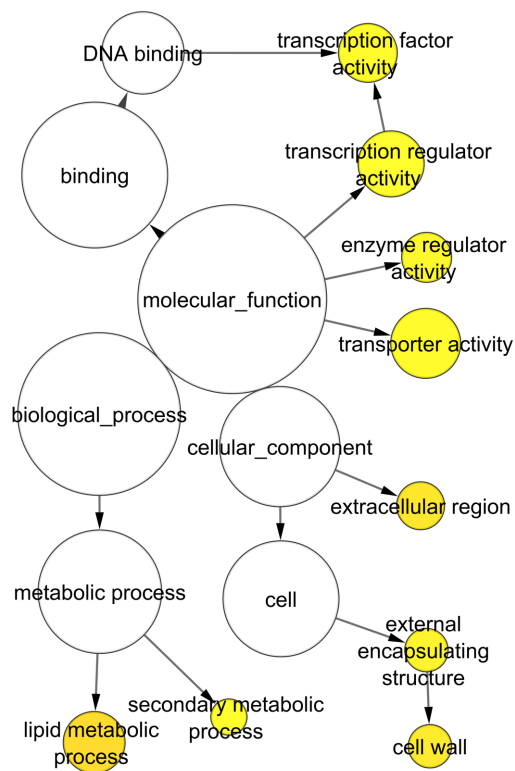 DNA binding
transcription factor
activity
binding
transcription regulator
activity
enzyme regulator
activity
molecular_function
transporter activity
biological_process
cellular_component
extracellular region
metabolic process
cell
external
encapsulating
structure
secondary metabolic
process
lipid metabolic
process
cell wall